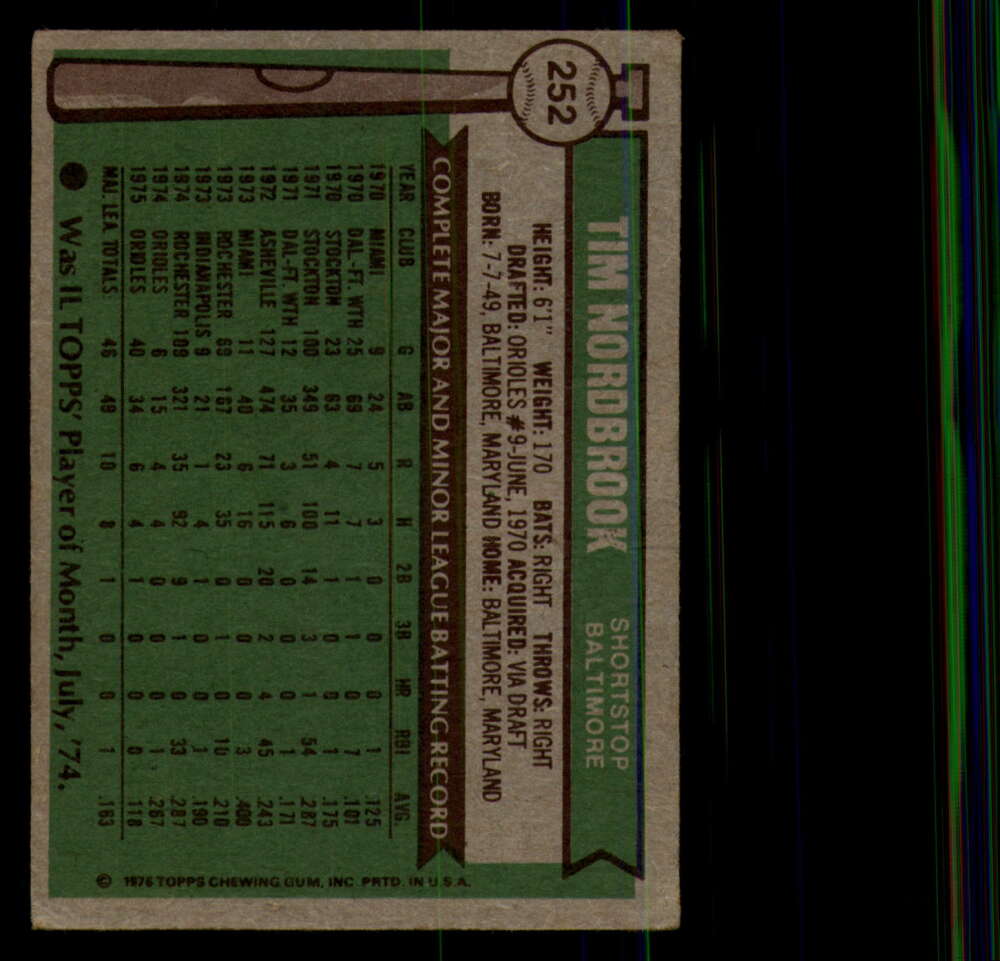 252
TIM NORDBROOK
SHORTSTOP
BALTIMORE
HEIGHT: 6'1" WEIGHT: 170 BATS: RIGHT THROWS: RIGHT
DRAFTED: ORIOLES #9-JUNE, 1970 ACQUIRED: VIA DRAFT
BORN: 7-7-49, BALTIMORE, MARYLAND HOME: BALTIMORE, MARYLAND
COMPLETE MAJOR AND MINOR LEAGUE BATTING RECORD
YEAR CLUB G AB R H 2B 3B HR RBI AVG.
1970 MIAMI 9 24 5 3 0 0 0 1 .125
1970 DAL-FT. WTH 25 69 7 7 1 1 0 7 .101
1970 STOCKTON 23 63 4 11 1 0 0 1 .175
1971 STOCKTON 100 349 51 100 14 3 1 54 .287
1971 DAL-FT. WTH 12 35 3 6 0 0 0 1 .171
1972 ASHEVILLE 127 474 71 115 20 2 4 45 .243
1973 MIAMI 11 40 6 16 0 0 0 3 .400
1973 ROCHESTER 69 167 23 35 0 1 0 10 .210
1973 INDIANAPOLIS 9 21 1 4 1 0 0 1 .190
1974 ROCHESTER 109 321 35 92 9 1 0 33 .287
1974 ORIOLES 6 15 4 4 0 0 0 1 .267
1975 ORIOLES 40 34 6 4 1 0 0 0 .118
MAJ. LEA. TOTALS 46 49 10 8 1 0 0 1 .163
Was IL TOPPS' Player of Month, July, '74.
© 1976 TOPPS CHEWING GUM, INC. PRTD. IN U.S.A.